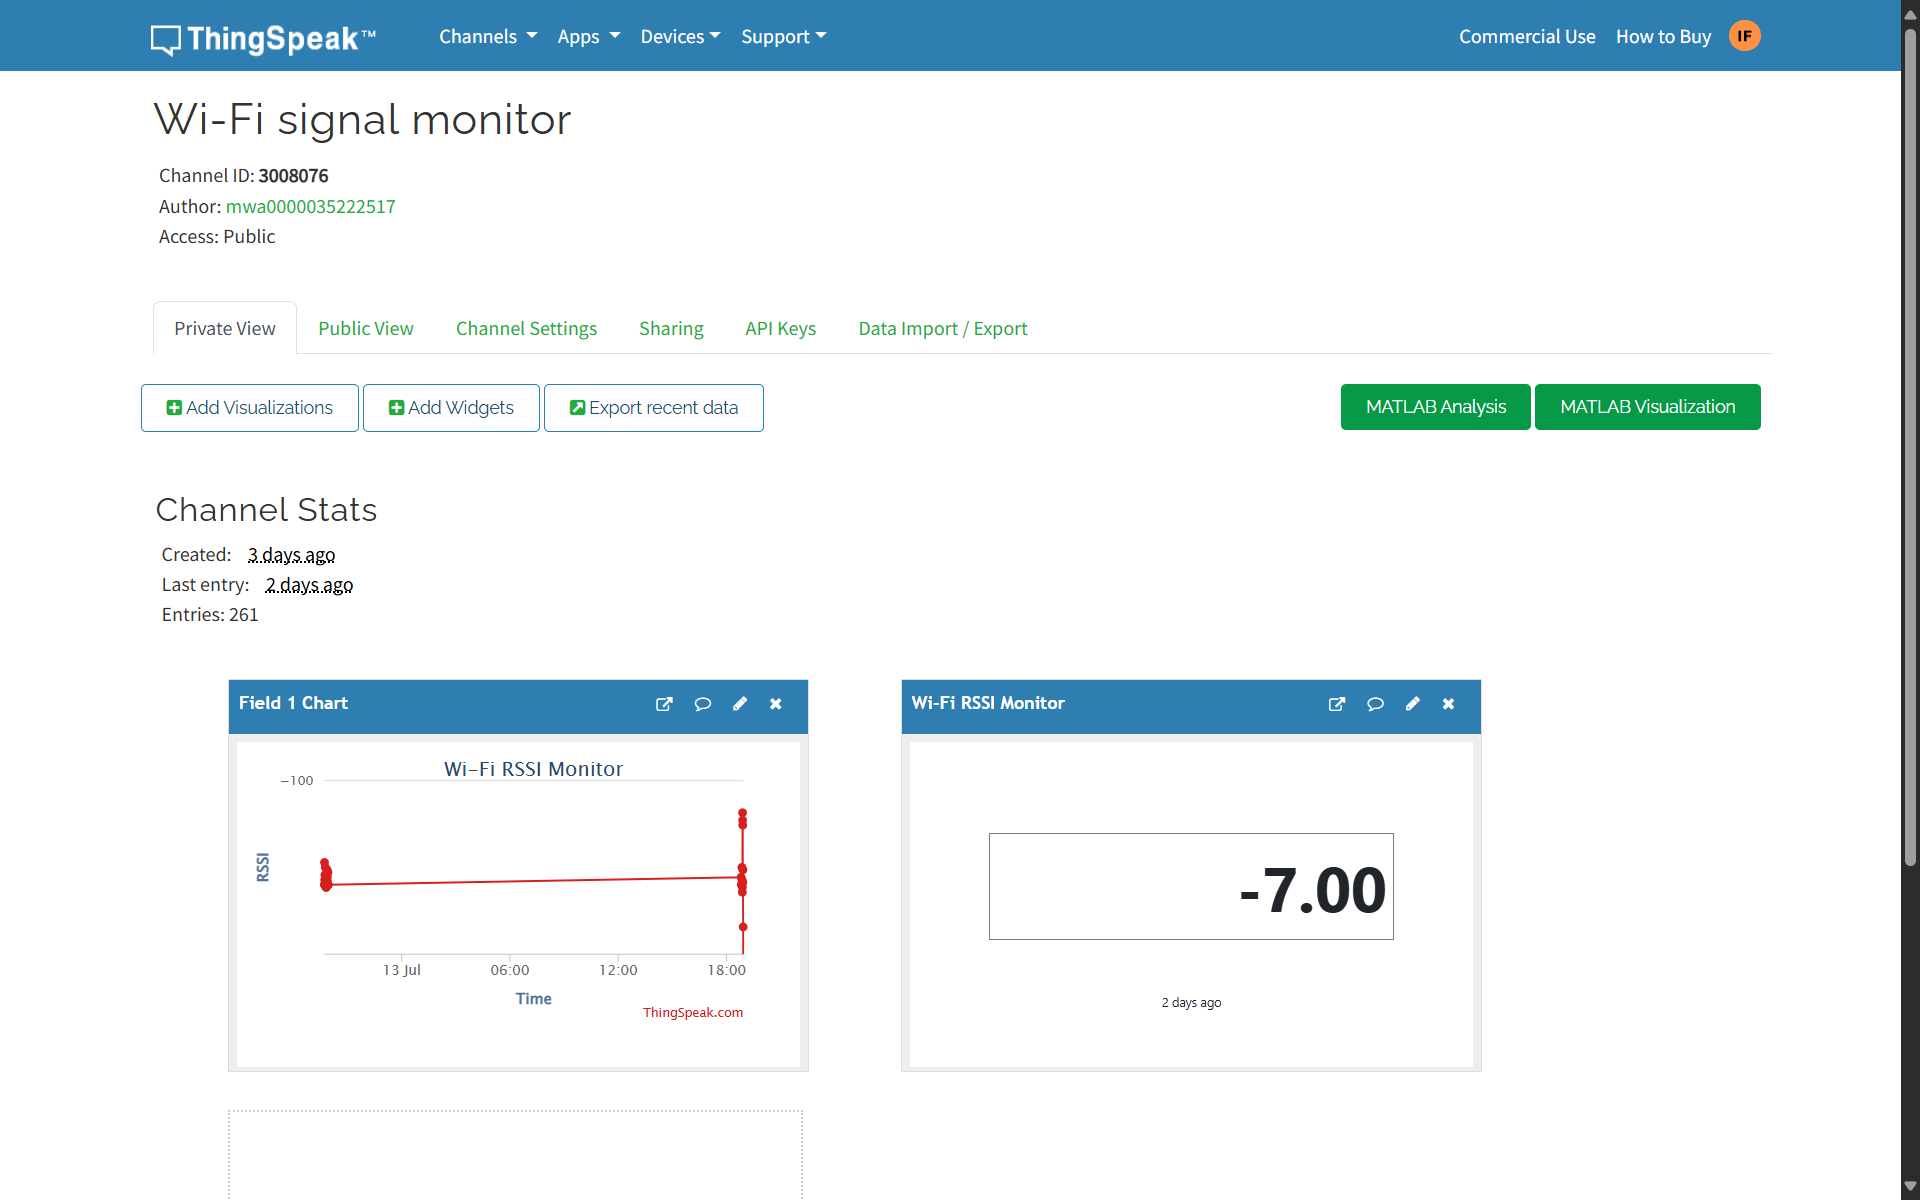 ThingSpeak™ Channels Apps Devices Support Commercial Use How to Buy IF
Wi-Fi signal monitor
Channel ID: 3008076
Author: mwa0000035222517
Access: Public
Private View Public View Channel Settings Sharing API Keys Data Import / Export
Add Visualizations Add Widgets Export recent data MATLAB Analysis MATLAB Visualization
Channel Stats
Created: 3 days ago
Last entry: 2 days ago
Entries: 261
Field 1 Chart
Wi-Fi RSSI Monitor
−100
RSSI
13 Jul 06:00 12:00 18:00
Time
ThingSpeak.com
Wi-Fi RSSI Monitor
-7.00
2 days ago